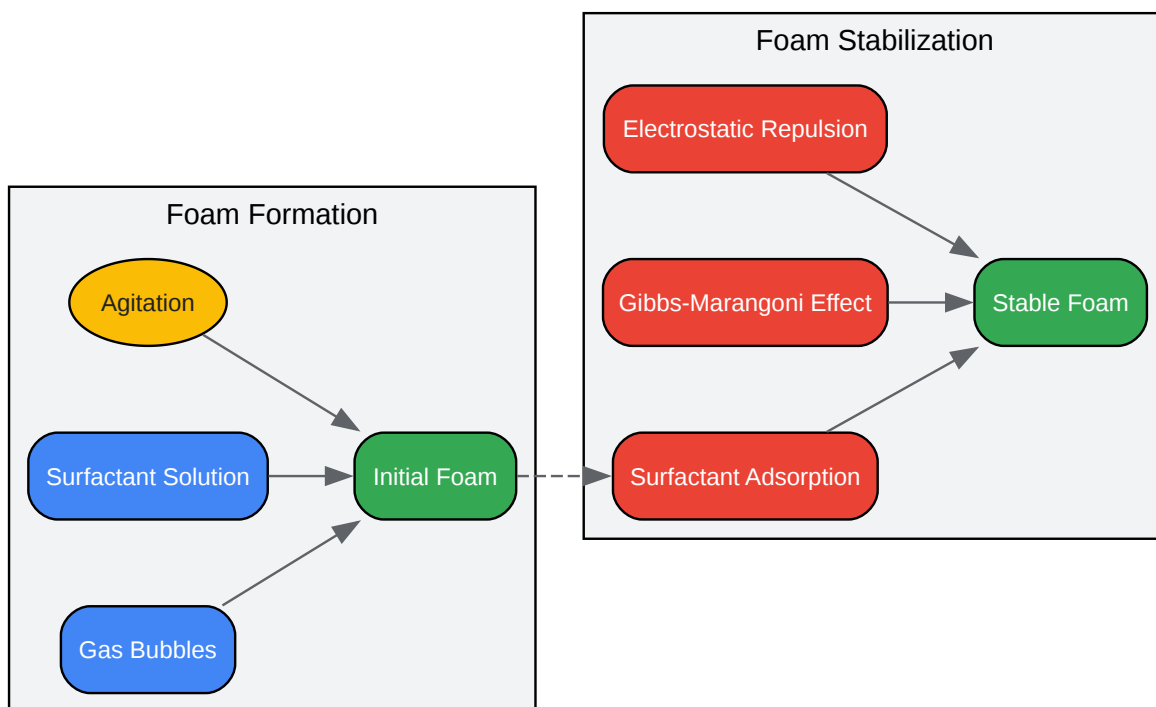 Foam Formation
Agitation
Surfactant Solution
Gas Bubbles
Initial Foam
Foam Stabilization
Electrostatic Repulsion
Gibbs-Marangoni Effect
Surfactant Adsorption
Stable Foam